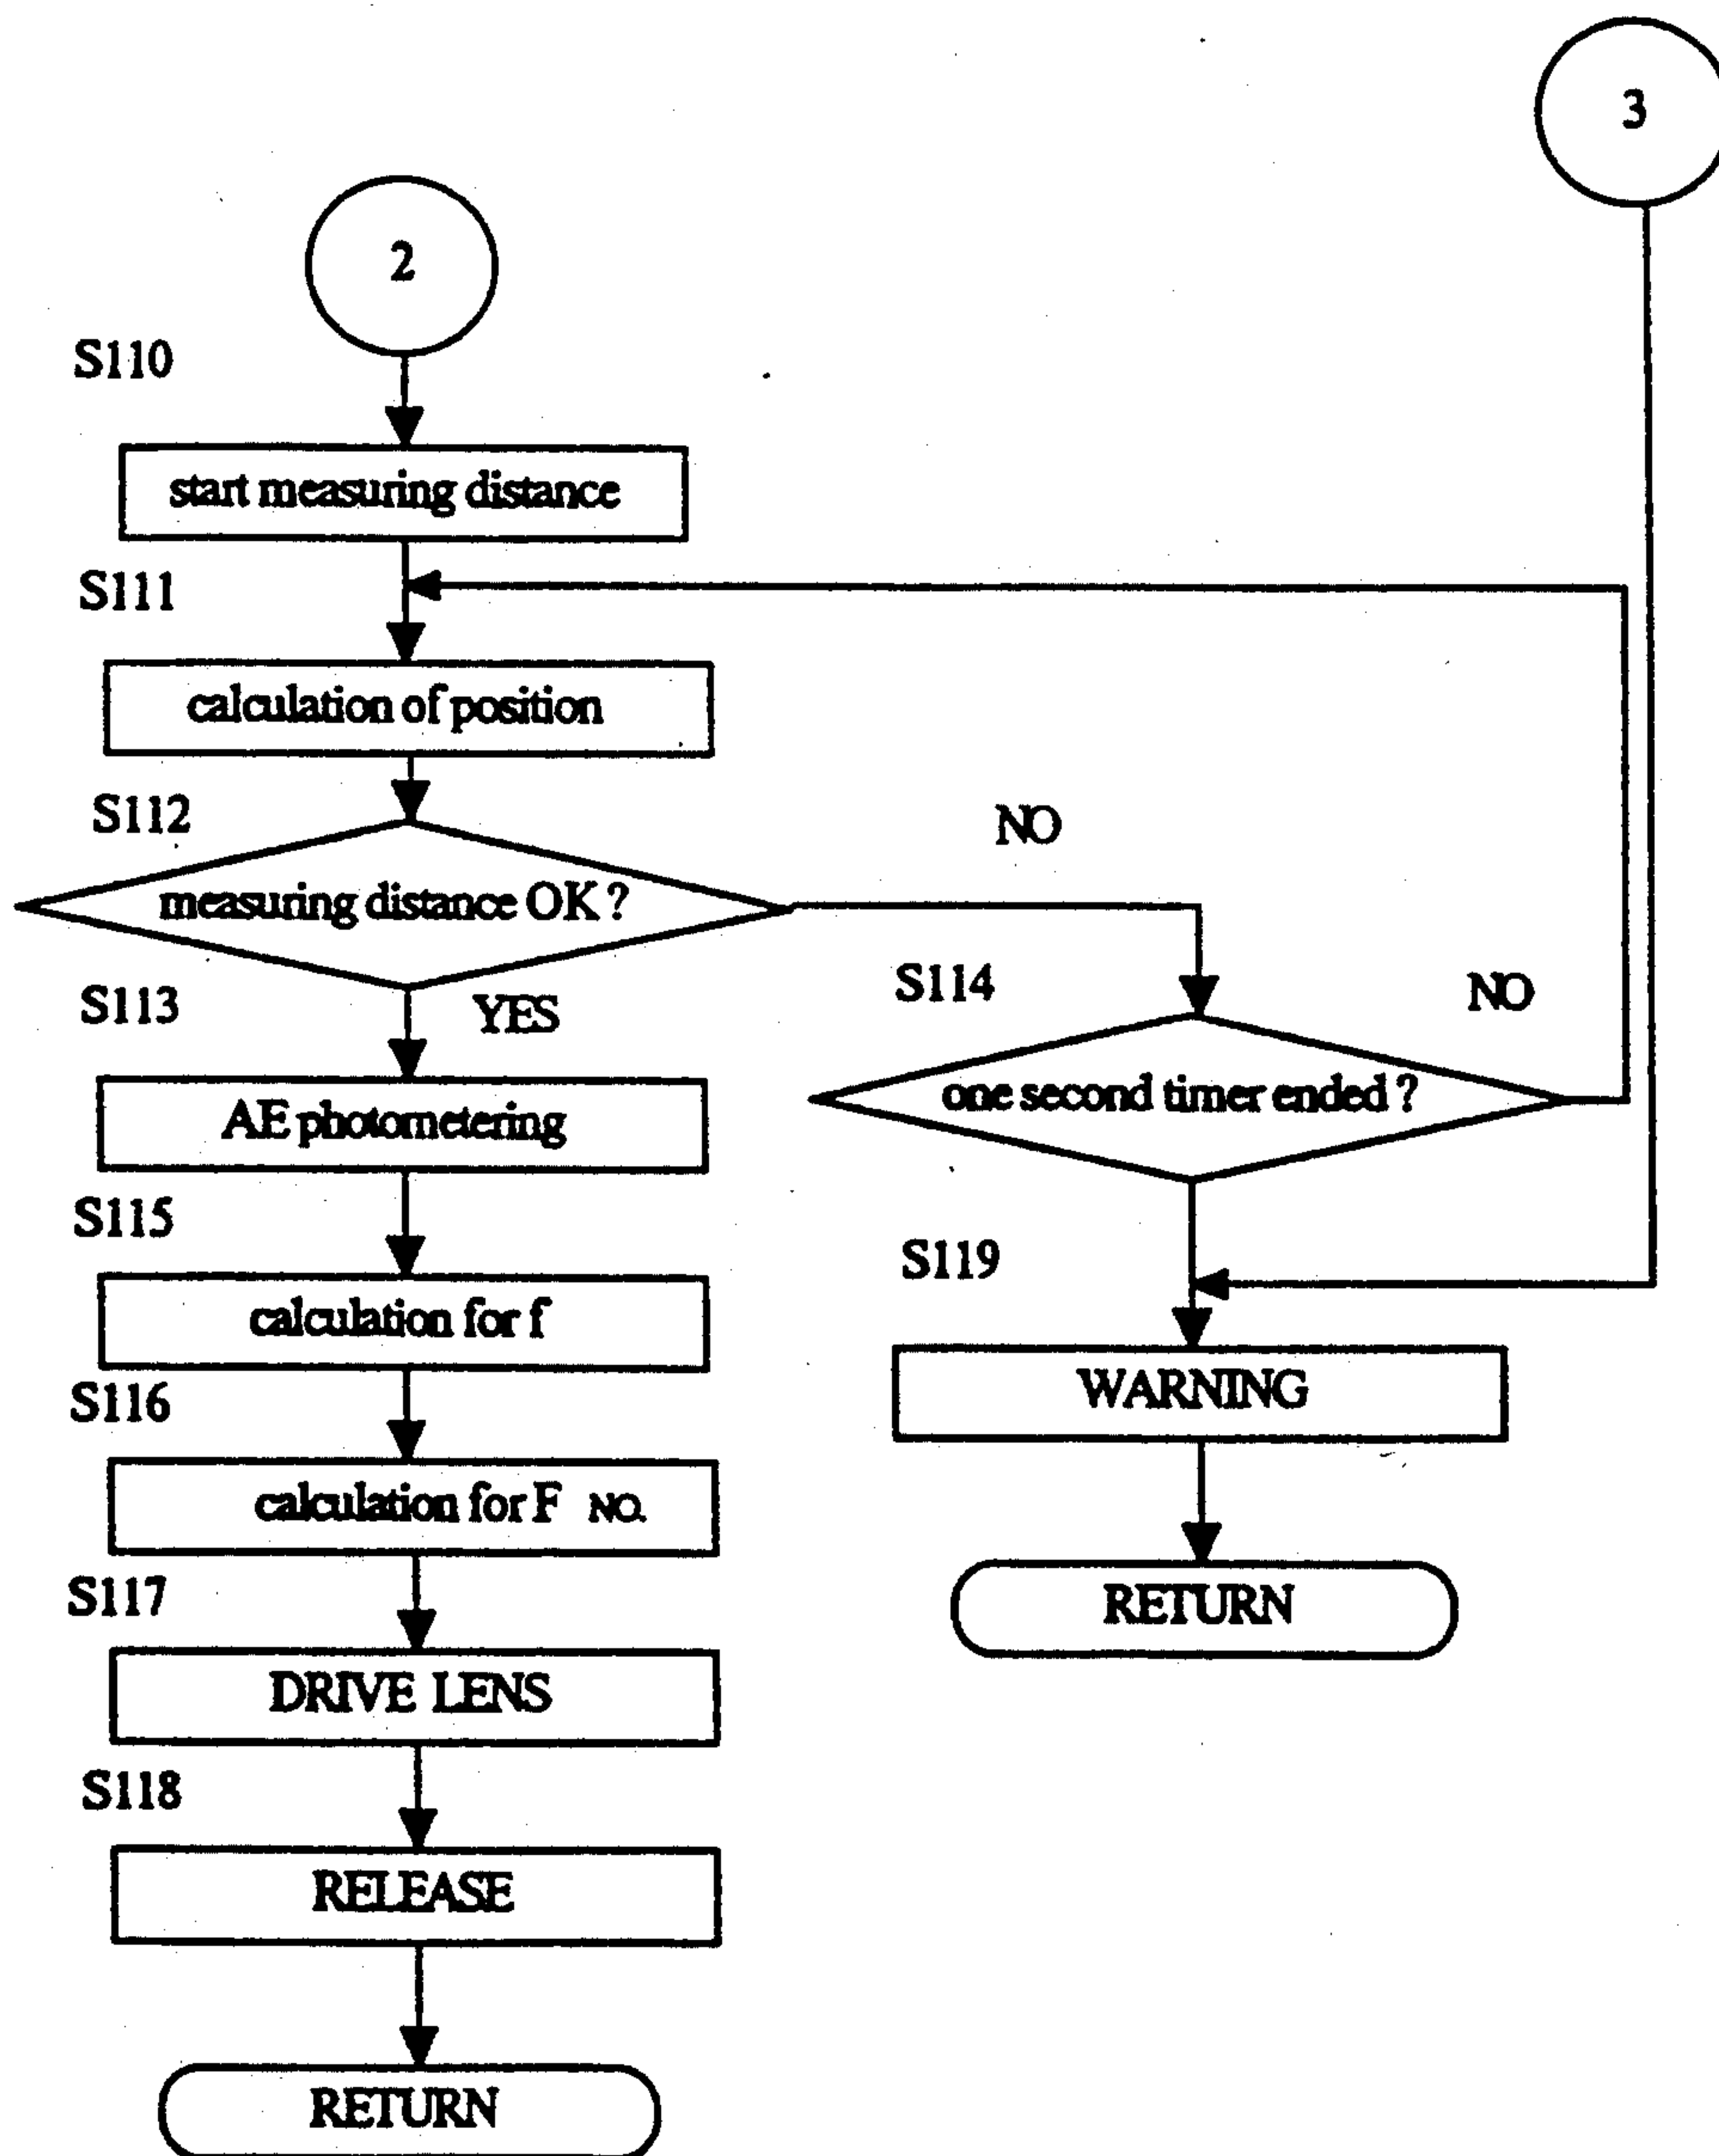 3
2
S110
start measuring distance
S111
calculation of position
S112
measuring distance OK ?
NO
S113
YES
AE photometering
S114
one second timer ended ?
NO
S115
calculation for f
S116
calculation for F NO.
S117
DRIVE LENS
S118
RELEASE
RETURN
S119
WARNING
RETURN